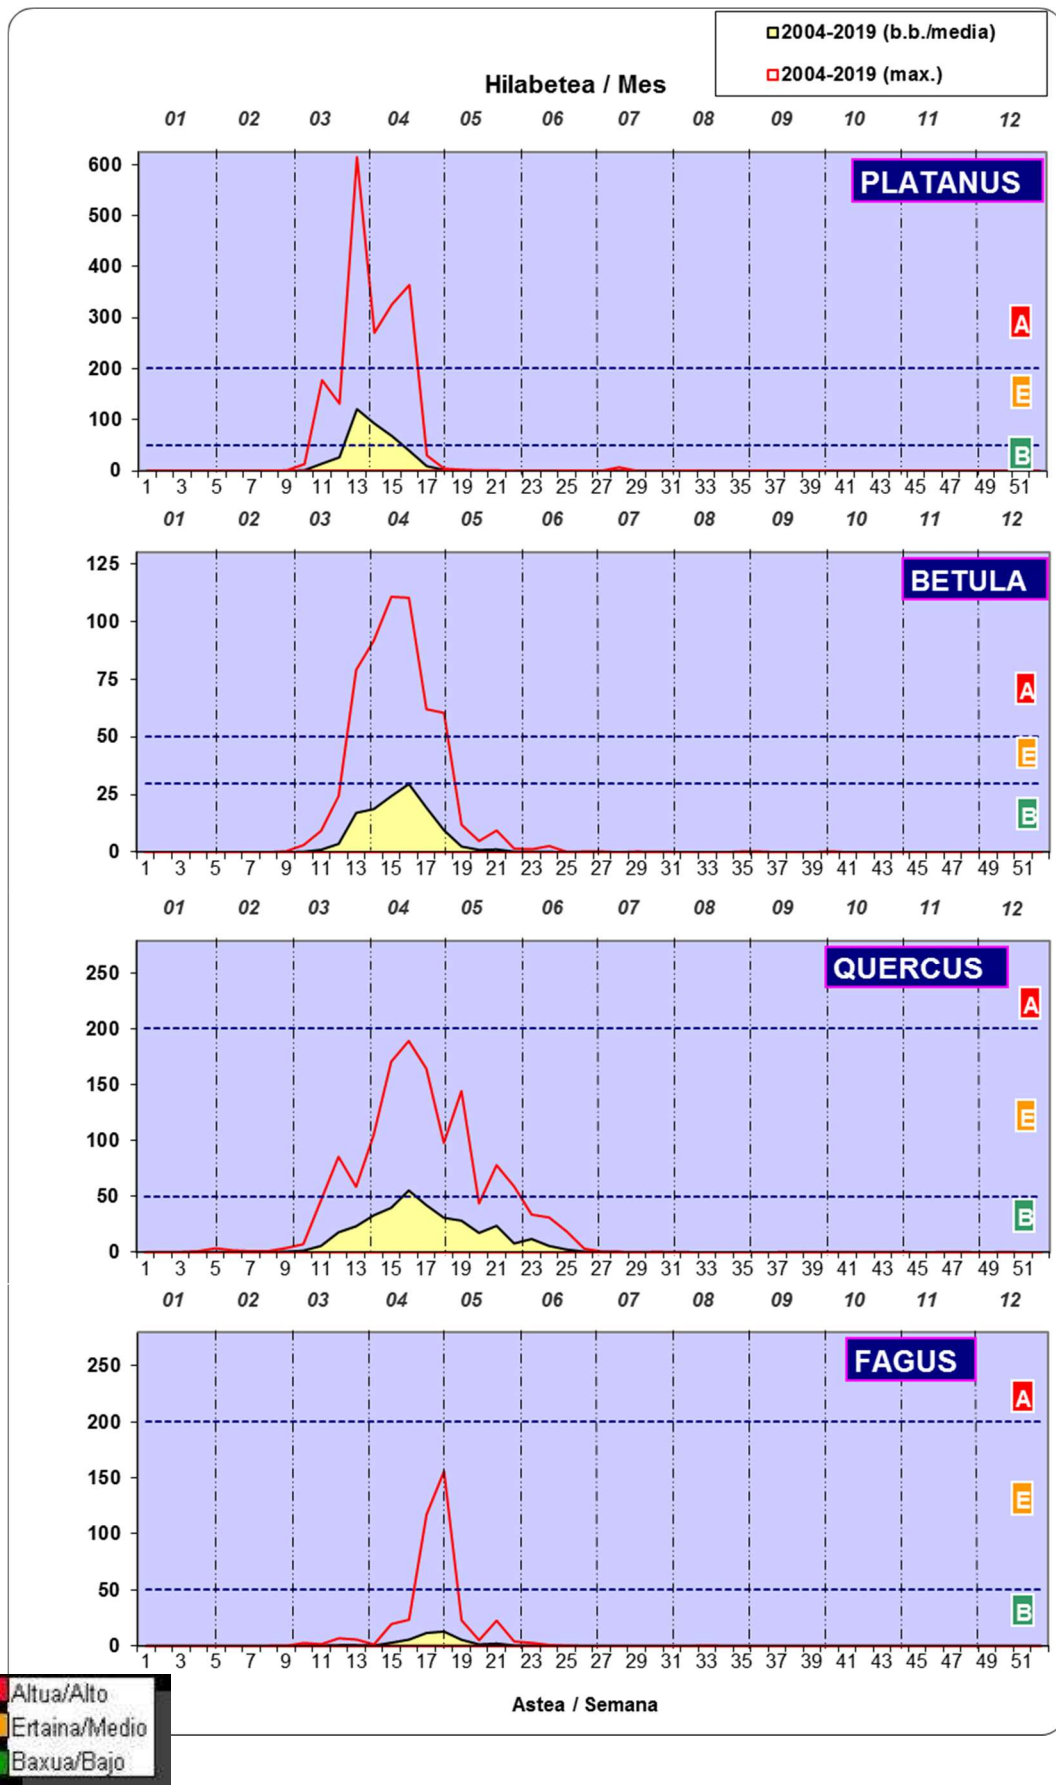 2004-2019 (b.b./media)
2004-2019 (max.)
Hilabetea / Mes
01 02 03 04 05 06 07 08 09 10 11 12
PLATANUS
600
500
400
300
A
200
E
100
B
0
1 3 5 7 9 11 13 15 17 19 21 23 25 27 29 31 33 35 37 39 41 43 45 47 49 51
01 02 03 04 05 06 07 08 09 10 11 12
125
BETULA
100
75
A
50
E
25
B
0
1 3 5 7 9 11 13 15 17 19 21 23 25 27 29 31 33 35 37 39 41 43 45 47 49 51
01 02 03 04 05 06 07 08 09 10 11 12
QUERCUS
250
A
200
150
E
100
50
B
0
1 3 5 7 9 11 13 15 17 19 21 23 25 27 29 31 33 35 37 39 41 43 45 47 49 51
01 02 03 04 05 06 07 08 09 10 11 12
FAGUS
250
A
200
150
E
100
50
B
0
1 3 5 7 9 11 13 15 17 19 21 23 25 27 29 31 33 35 37 39 41 43 45 47 49 51
Astea / Semana
Altua/Alto
Ertaina/Medio
Baxua/Bajo